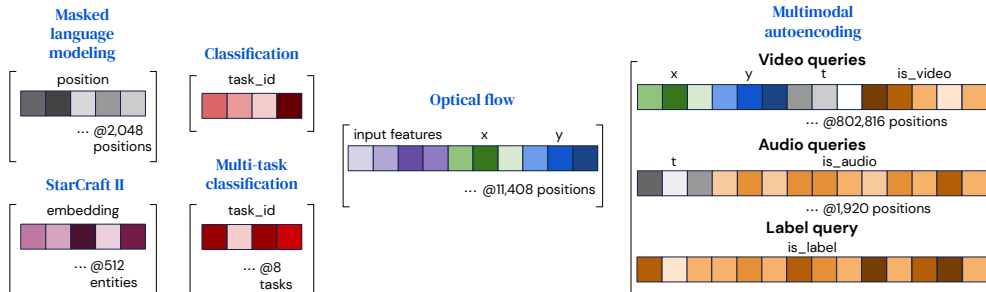 Masked
language
modeling
position
... @2,048
positions
Classification
task_id
StarCraft II
embedding
... @512
entities
Multi-task
classification
task_id
... @8
tasks
Optical flow
input features x y
... @11,408 positions
Multimodal
autoencoding
Video queries
x y t is_video
... @802,816 positions
Audio queries
t is_audio
... @1,920 positions
Label query
is_label